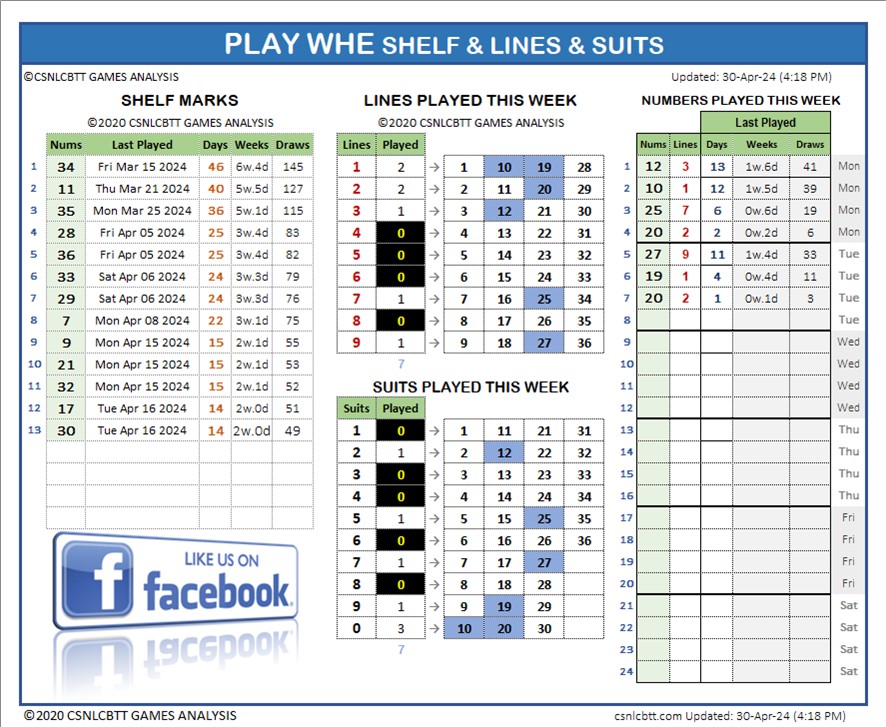 PLAY WHE SHELF & LINES & SUITS
©CSNLCBTT GAMES ANALYSIS
Updated: 30-Apr-24 (4:18 PM)
SHELF MARKS
©2020 CSNLCBTT GAMES ANALYSIS
Nums Last Played Days Weeks Draws
1 34 Fri Mar 15 2024 46 6w.4d 145
2 11 Thu Mar 21 2024 40 5w.5d 127
3 35 Mon Mar 25 2024 36 5w.1d 115
4 28 Fri Apr 05 2024 25 3w.4d 83
5 36 Fri Apr 05 2024 25 3w.4d 82
6 33 Sat Apr 06 2024 24 3w.3d 79
7 29 Sat Apr 06 2024 24 3w.3d 76
8 7 Mon Apr 08 2024 22 3w.1d 75
9 9 Mon Apr 15 2024 15 2w.1d 55
10 21 Mon Apr 15 2024 15 2w.1d 53
11 32 Mon Apr 15 2024 15 2w.1d 52
12 17 Tue Apr 16 2024 14 2w.0d 51
13 30 Tue Apr 16 2024 14 2w.0d 49
LIKE US ON
facebook.
LINES PLAYED THIS WEEK
©2020 CSNLCBTT GAMES ANALYSIS
Lines Played
1 2 → 1 10 19 28
2 2 → 2 11 20 29
3 1 → 3 12 21 30
4 0 → 4 13 22 31
5 0 → 5 14 23 32
6 0 → 6 15 24 33
7 1 → 7 16 25 34
8 0 → 8 17 26 35
9 1 → 9 18 27 36
7
SUITS PLAYED THIS WEEK
Suits Played
1 0 → 1 11 21 31
2 1 → 2 12 22 32
3 0 → 3 13 23 33
4 0 → 4 14 24 34
5 1 → 5 15 25 35
6 0 → 6 16 26 36
7 1 → 7 17 27
8 0 → 8 18 28
9 1 → 9 19 29
0 3 → 10 20 30
7
NUMBERS PLAYED THIS WEEK
Last Played
Nums Lines Days Weeks Draws
1 12 3 13 1w.6d 41 Mon
2 10 1 12 1w.5d 39 Mon
3 25 7 6 0w.6d 19 Mon
4 20 2 2 0w.2d 6 Mon
5 27 9 11 1w.4d 33 Tue
6 19 1 4 0w.4d 11 Tue
7 20 2 1 0w.1d 3 Tue
8 Tue
9 Wed
10 Wed
11 Wed
12 Wed
13 Thu
14 Thu
15 Thu
16 Thu
17 Fri
18 Fri
19 Fri
20 Fri
21 Sat
22 Sat
23 Sat
24 Sat
©2020 CSNLCBTT GAMES ANALYSIS
csnlcbtt.com Updated: 30-Apr-24 (4:18 PM)